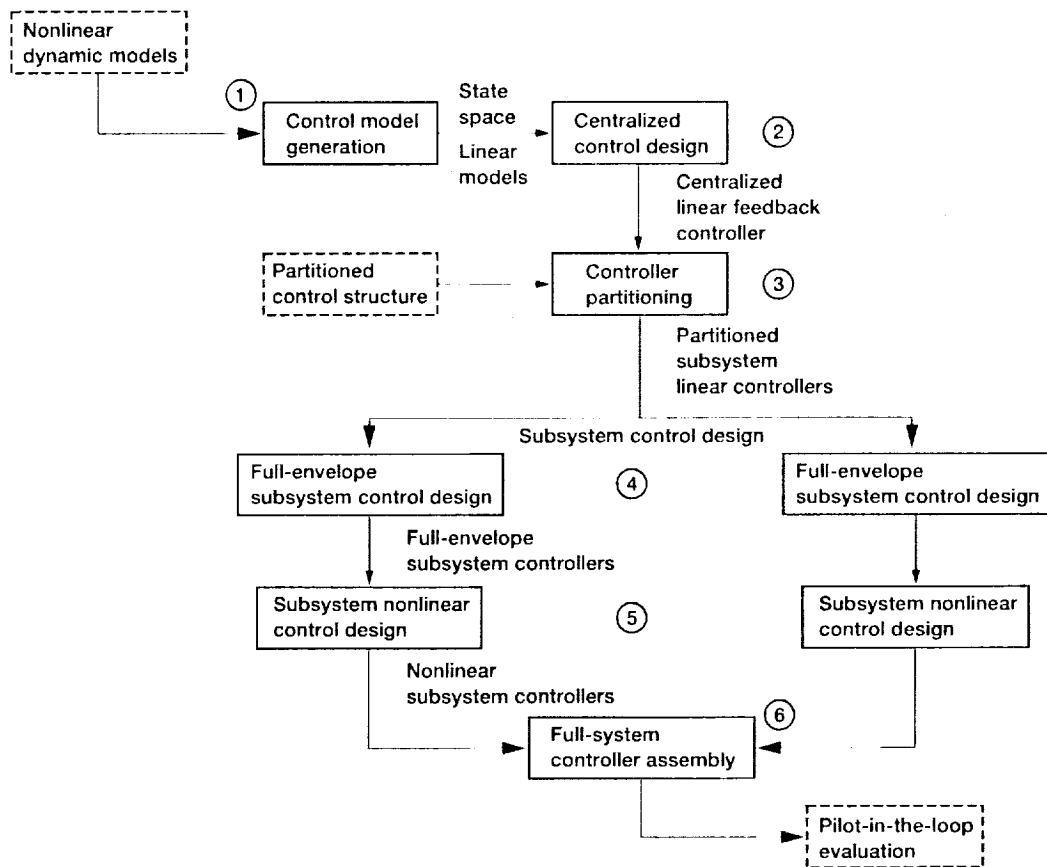 Nonlinear
dynamic models
1
Control model
generation
State
space
Linear
models
Centralized
control design
2
Centralized
linear feedback
controller
Partitioned
control structure
Controller
partitioning
3
Partitioned
subsystem
linear controllers
Subsystem control design
Full-envelope
subsystem control design
4
Full-envelope
subsystem control design
Full-envelope
subsystem controllers
Subsystem nonlinear
control design
5
Subsystem nonlinear
control design
Nonlinear
subsystem controllers
6
Full-system
controller assembly
Pilot-in-the-loop
evaluation